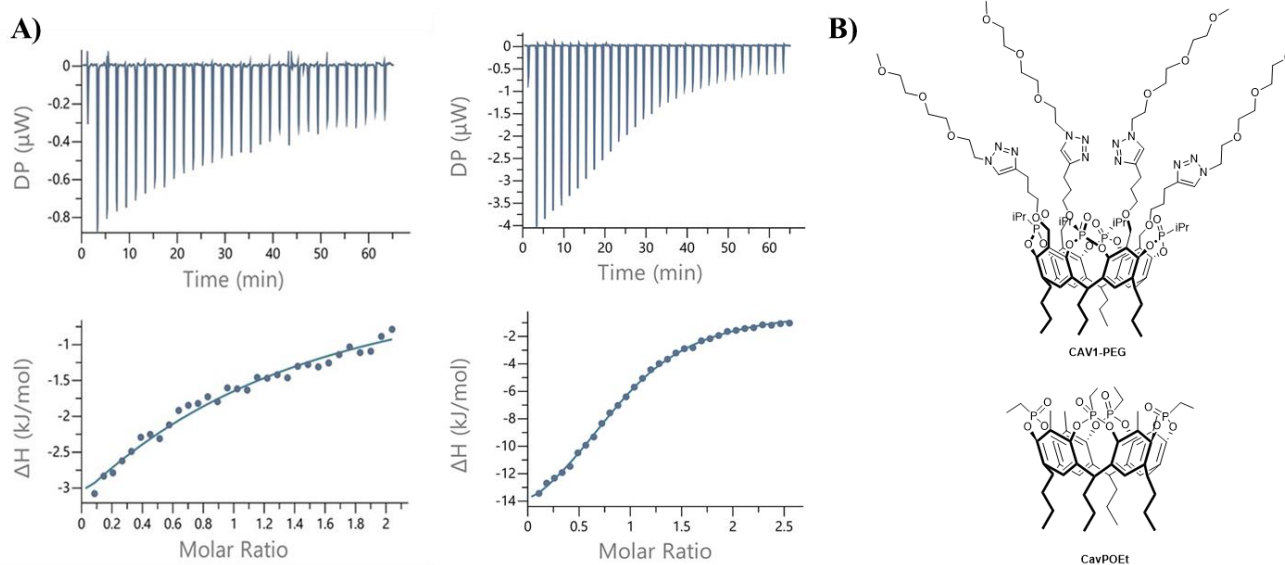 A)
0
-0.2
-0.4
-0.6
-0.8
DP (µW)
0 10 20 30 40 50 60
Time (min)
0
-0.5
-1
-1.5
-2
-2.5
-3
-3.5
-4
DP (µW)
0 10 20 30 40 50 60
Time (min)
-1
-1.5
-2
-2.5
-3
ΔH (kJ/mol)
0 0.2 0.4 0.6 0.8 1 1.2 1.4 1.6 1.8 2
Molar Ratio
-2
-4
-6
-8
-10
-12
-14
ΔH (kJ/mol)
0 0.5 1 1.5 2 2.5
Molar Ratio
B)
O O O O
O O O O
O O O
N N N N
N=N N N N N N=N
O O O O
iPr O iPr O O iPr O iPr
P P P P
O O O O O O O O
CAV1-PEG
O O O O
P P P P
O O O O O O O O
CavPOEt